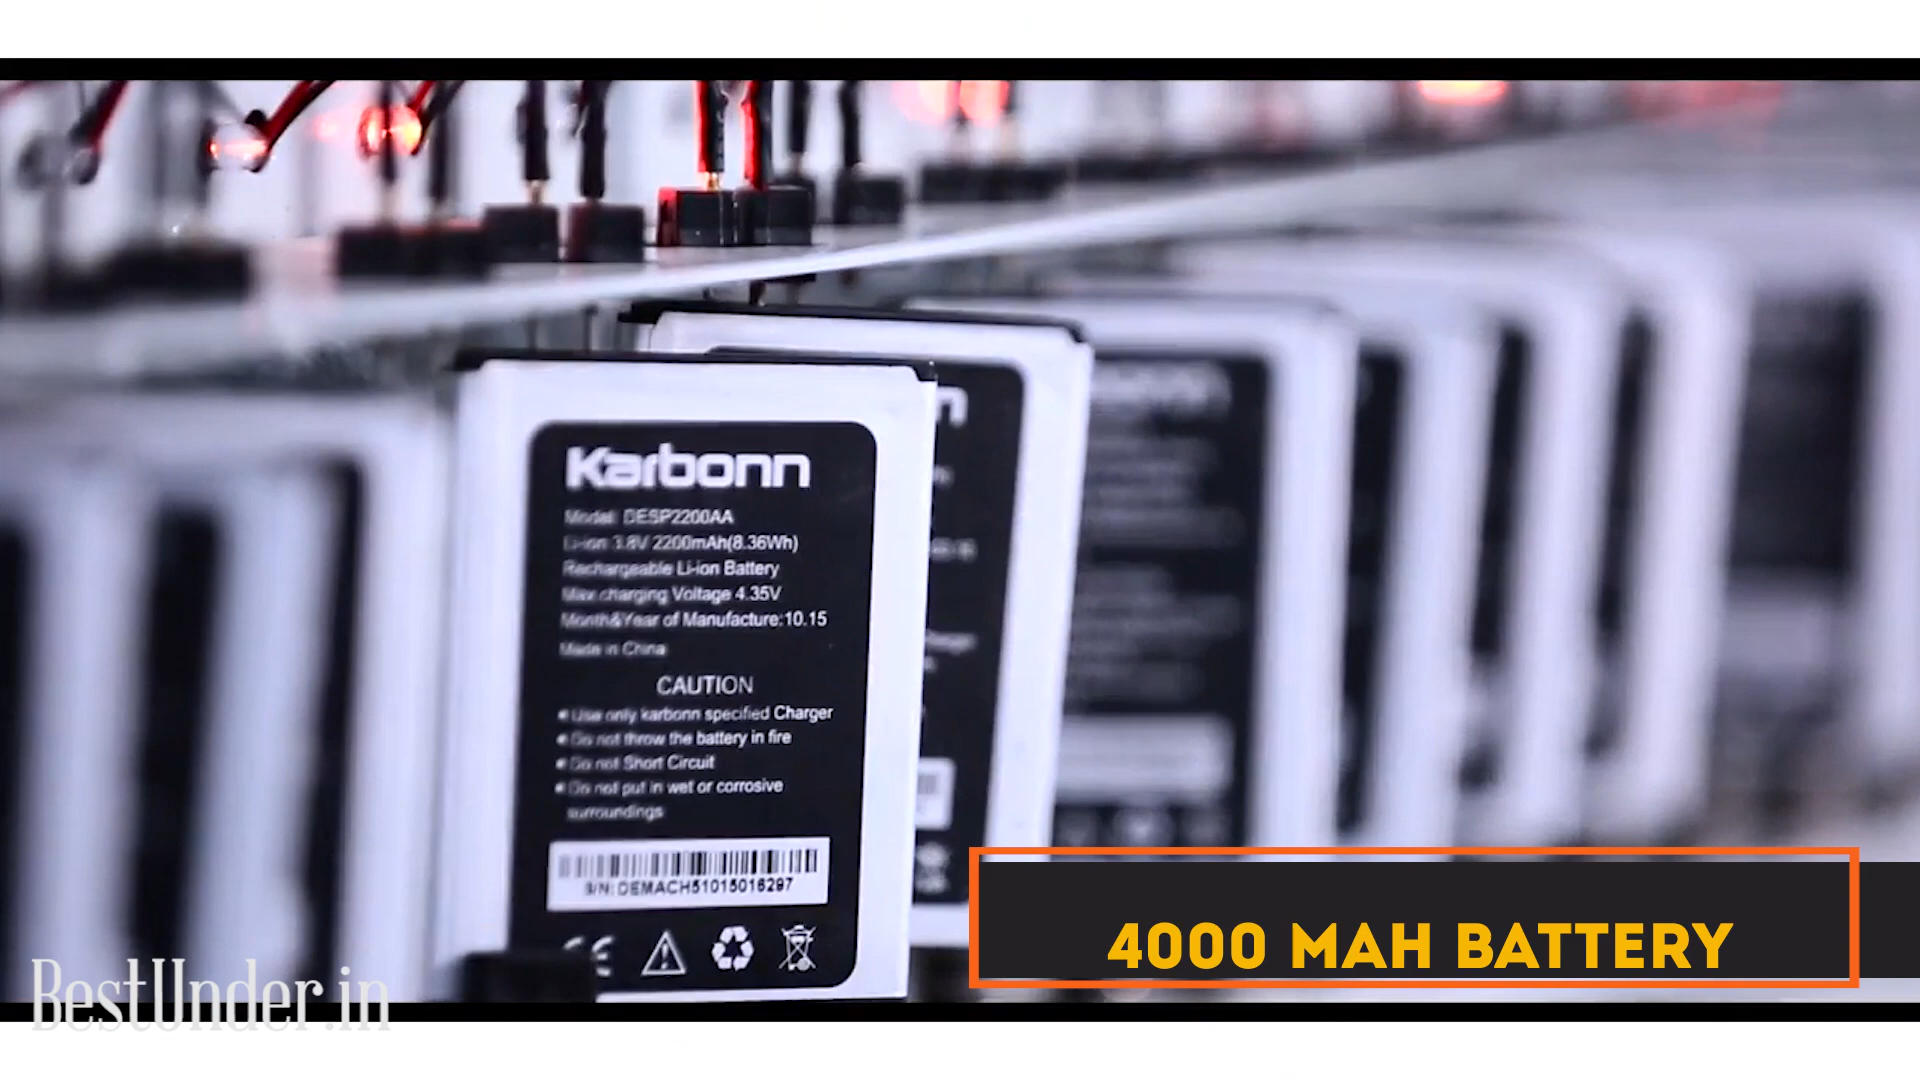 Karbonn
Model: DESP2200AA
Li-ion 3.8V 2200mAh(8.36Wh)
Rechargeable Li-ion Battery
Max charging Voltage 4.35V
Month&Year of Manufacture:10.15
Made in China
CAUTION
• Use only karbonn specified Charger
• Do not throw the battery in fire
• Do not Short Circuit
• Do not put in wet or corrosive
surroundings
S/N: DEMACH51015016297
CE
4000 MAH BATTERY
BestUnder.in